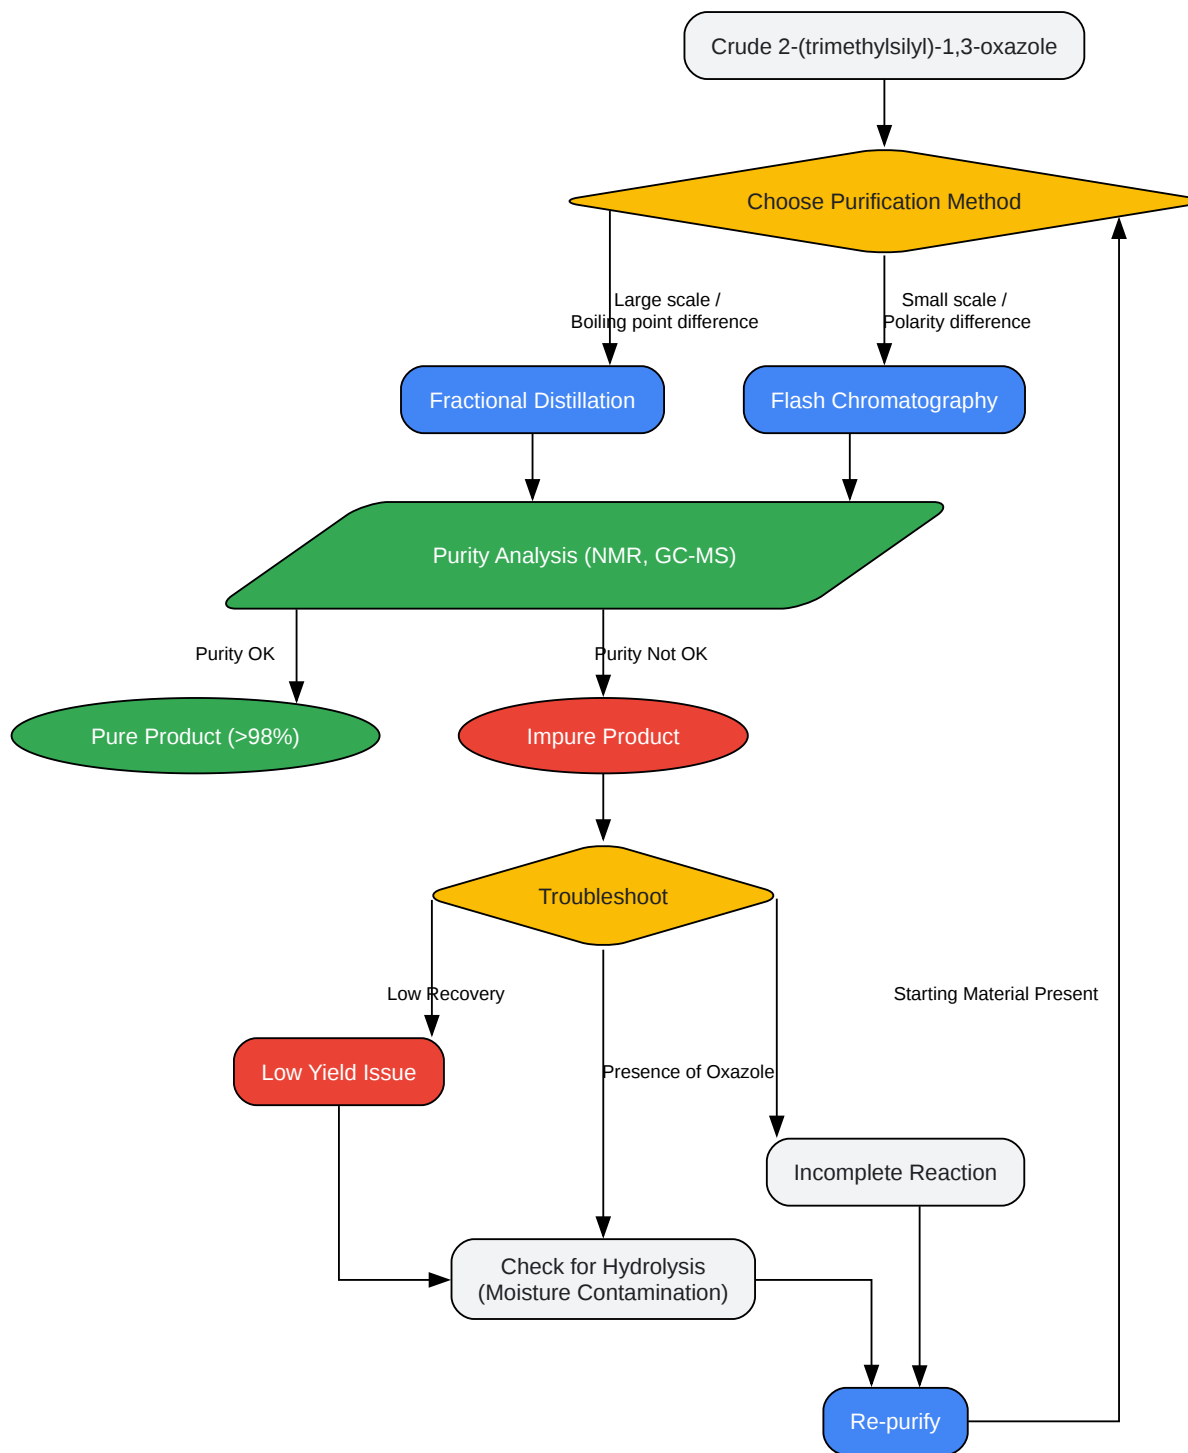 Crude 2-(trimethylsilyl)-1,3-oxazole
Choose Purification Method
Large scale /
Boiling point difference
Small scale /
Polarity difference
Fractional Distillation
Flash Chromatography
Purity Analysis (NMR, GC-MS)
Purity OK
Purity Not OK
Pure Product (>98%)
Impure Product
Troubleshoot
Low Recovery
Starting Material Present
Low Yield Issue
Presence of Oxazole
Incomplete Reaction
Check for Hydrolysis
(Moisture Contamination)
Re-purify